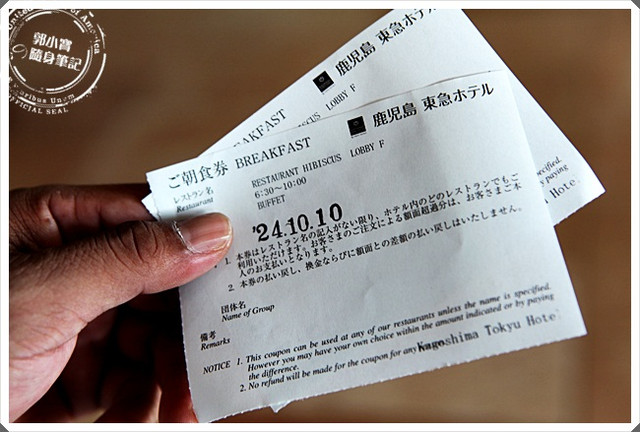 郭小寶
の隨身筆記
OFFICIAL SEAL
鹿児島 東急ホテル
LOBBY F
鹿児島 東急ホテル
ご朝食券 BREAKFAST
レストラン名
Restaurant
RESTAURANT HIBISCUS LOBBY F
6:30~10:00
BUFFET
'24.10.10
1. 本券はレストラン名の記入がない限り、ホテル内のどのレストランでもご
利用いただけます。お客さまのご注文による額面超過分は、お客さまご本
人のお支払いとなります。
2. 本券の払い戻し、換金ならびに額面との差額の払い戻しはいたしません。
団体名
Name of Group
備考
Remarks
NOTICE 1. This coupon can be used at any of our restaurants unless the name is specified.
However you may have your own choice within the amount indicated or by paying
the difference.
2. No refund will be made for the coupon for any
Kagoshima Tokyu Hotel
specified.
paying
Hotel